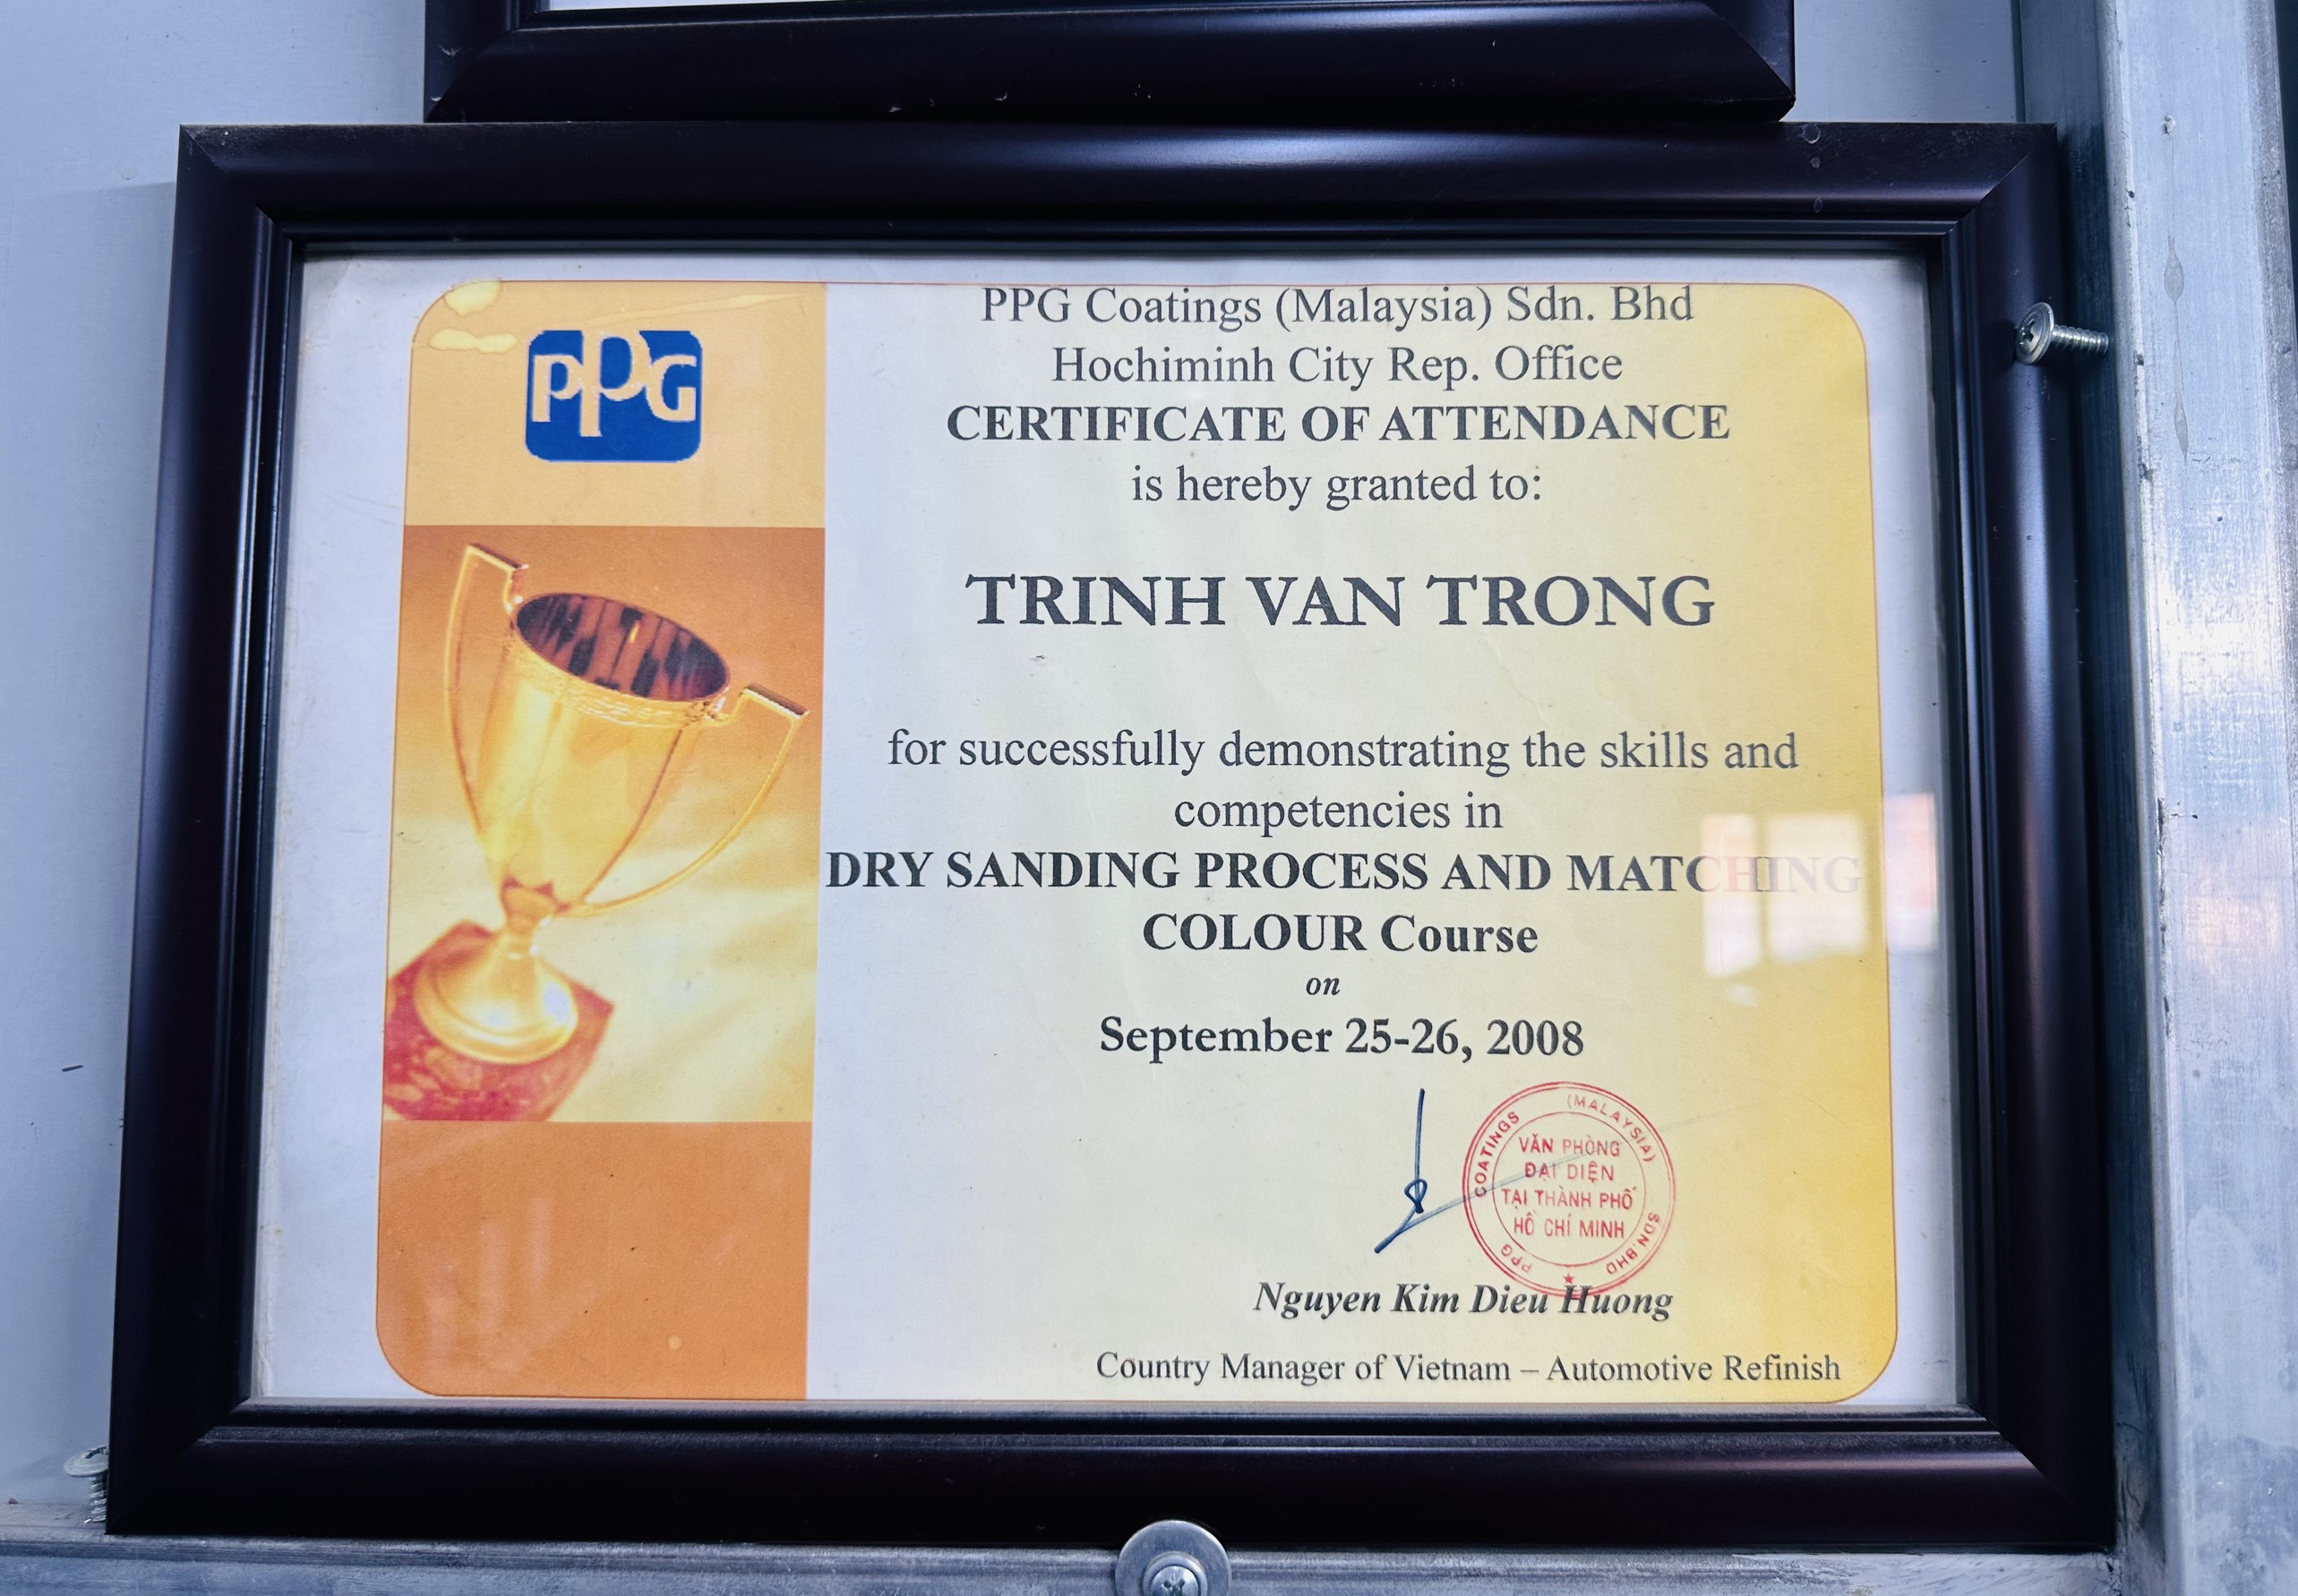 PPG
PPG Coatings (Malaysia) Sdn. Bhd
Hochiminh City Rep. Office
CERTIFICATE OF ATTENDANCE
is hereby granted to:
TRINH VAN TRONG
for successfully demonstrating the skills and
competencies in
DRY SANDING PROCESS AND MATCHING
COLOUR Course
on
September 25-26, 2008
PPG COATINGS (MALAYSIA) SDN.BHD
VĂN PHÒNG
ĐẠI DIỆN
TẠI THÀNH PHỐ
HỒ CHÍ MINH
Nguyen Kim Dieu Huong
Country Manager of Vietnam – Automotive Refinish